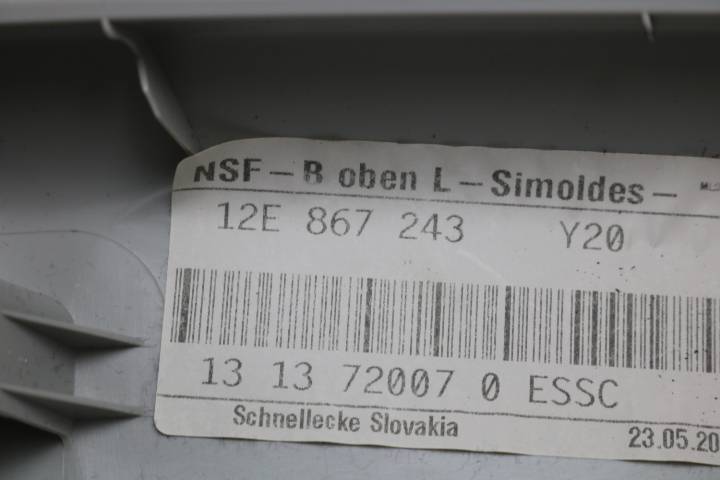 NSF - B oben L - Simoldes -
12E 867 243 Y20
13 13 72007 0 ESSC
Schnellecke Slovakia
23.05.20